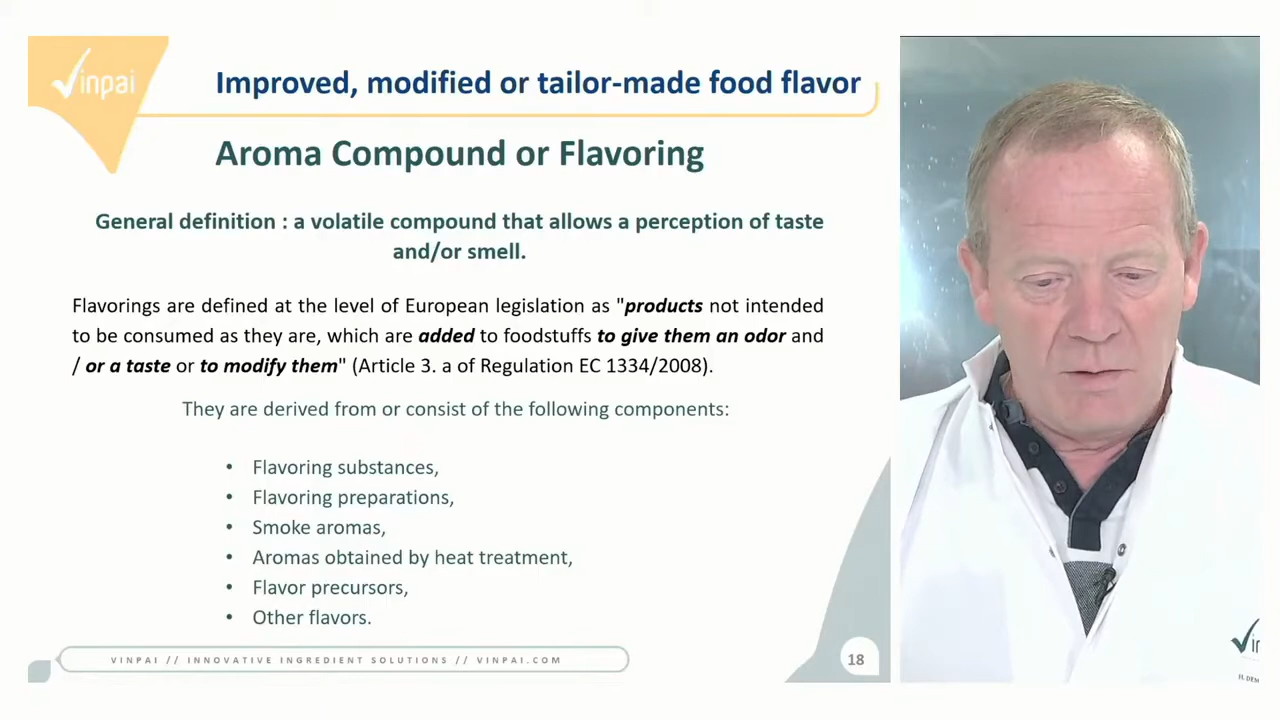 Vinpai
Improved, modified or tailor-made food flavor
Aroma Compound or Flavoring
General definition : a volatile compound that allows a perception of taste
and/or smell.
Flavorings are defined at the level of European legislation as "products not intended
to be consumed as they are, which are added to foodstuffs to give them an odor and
/ or a taste or to modify them" (Article 3. a of Regulation EC 1334/2008).
They are derived from or consist of the following components:
• Flavoring substances,
• Flavoring preparations,
• Smoke aromas,
• Aromas obtained by heat treatment,
• Flavor precursors,
• Other flavors.
VINPAI // INNOVATIVE INGREDIENT SOLUTIONS // VINPAI.COM
18